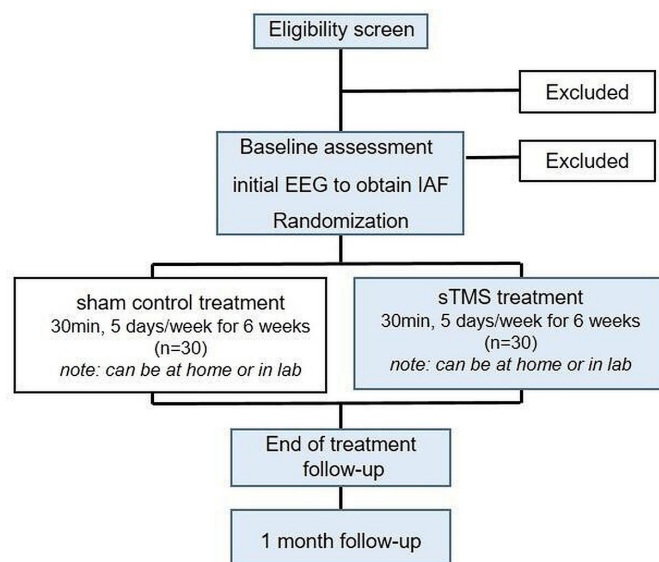 Eligibility screen
Excluded
Baseline assessment
initial EEG to obtain IAF
Randomization
Excluded
sham control treatment
30min, 5 days/week for 6 weeks
(n=30)
note: can be at home or in lab
sTMS treatment
30min, 5 days/week for 6 weeks
(n=30)
note: can be at home or in lab
End of treatment
follow-up
1 month follow-up